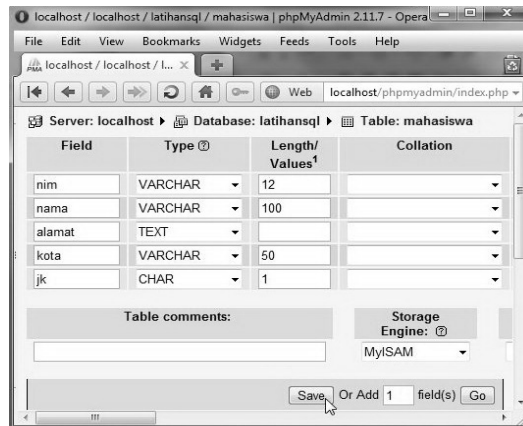 localhost / localhost / latihansql / mahasiswa | phpMyAdmin 2.11.7 - Opera
File Edit View Bookmarks Widgets Feeds Tools Help
PMA localhost / localhost / l...
Web localhost/phpmyadmin/index.php
Server: localhost Database: latihansql Table: mahasiswa
Field Type Length/Values1 Collation
nim VARCHAR 12
nama VARCHAR 100
alamat TEXT
kota VARCHAR 50
jk CHAR 1
Table comments: Storage Engine:
MyISAM
Save Or Add 1 field(s) Go